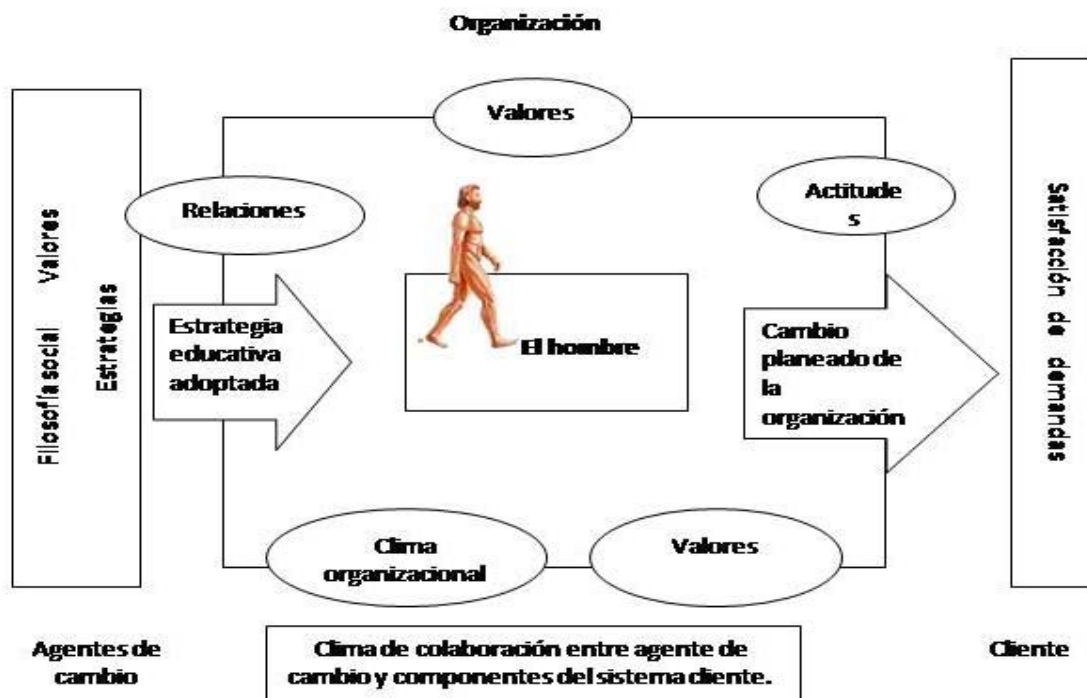 Organización
Valores
Relaciones
Actitude
s
Filosofía social Valores
Estrategias
Estrategia
educativa
adoptada
El hombre
Cambio
planeado de
la
organización
Satisfacción de demandas
Clima
organizacional
Valores
Agentes de
cambio
Clima de colaboración entre agente de
cambio y componentes del sistema cliente.
Cliente